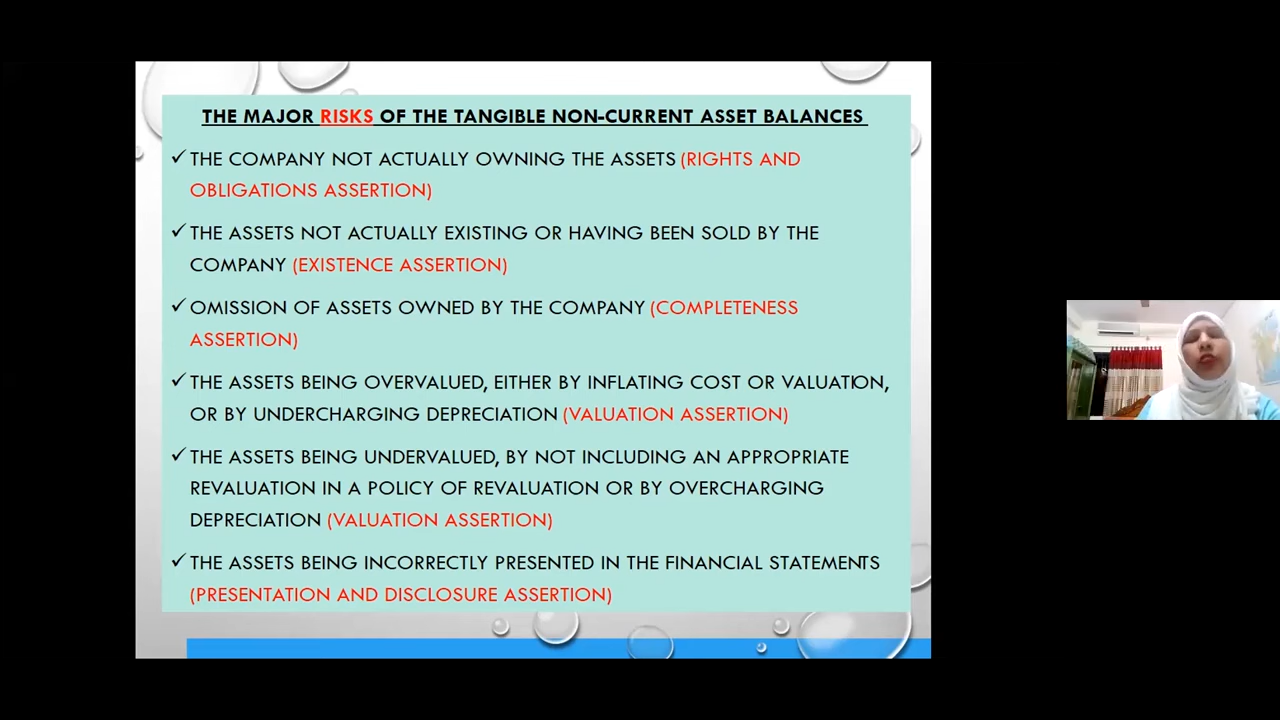 THE MAJOR RISKS OF THE TANGIBLE NON-CURRENT ASSET BALANCES
✓ THE COMPANY NOT ACTUALLY OWNING THE ASSETS (RIGHTS AND
OBLIGATIONS ASSERTION)
✓ THE ASSETS NOT ACTUALLY EXISTING OR HAVING BEEN SOLD BY THE
COMPANY (EXISTENCE ASSERTION)
✓ OMISSION OF ASSETS OWNED BY THE COMPANY (COMPLETENESS
ASSERTION)
✓ THE ASSETS BEING OVERVALUED, EITHER BY INFLATING COST OR VALUATION,
OR BY UNDERCHARGING DEPRECIATION (VALUATION ASSERTION)
✓ THE ASSETS BEING UNDERVALUED, BY NOT INCLUDING AN APPROPRIATE
REVALUATION IN A POLICY OF REVALUATION OR BY OVERCHARGING
DEPRECIATION (VALUATION ASSERTION)
✓ THE ASSETS BEING INCORRECTLY PRESENTED IN THE FINANCIAL STATEMENTS
(PRESENTATION AND DISCLOSURE ASSERTION)